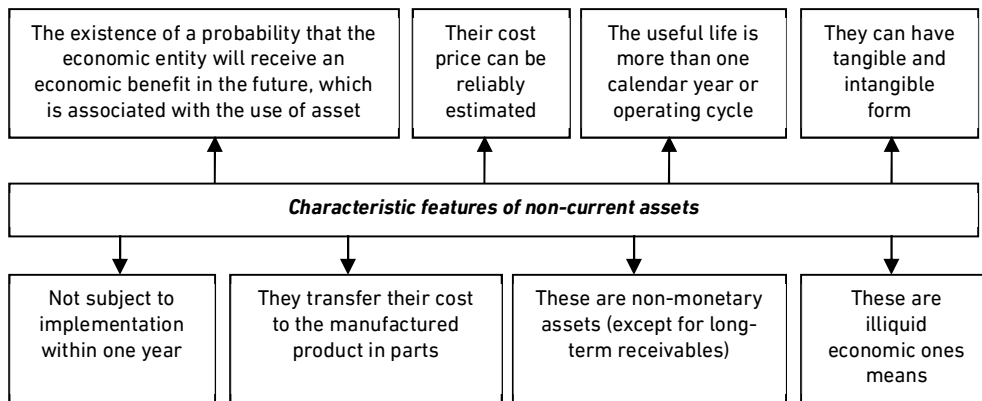 The existence of a probability that the
economic entity will receive an
economic benefit in the future, which
is associated with the use of asset
Their cost
price can be
reliably
estimated
The useful life is
more than one
calendar year or
operating cycle
They can have
tangible and
intangible
form
Characteristic features of non-current assets
Not subject to
implementation
within one year
They transfer their cost
to the manufactured
product in parts
These are non-monetary
assets (except for long-
term receivables)
These are
illiquid
economic ones
means